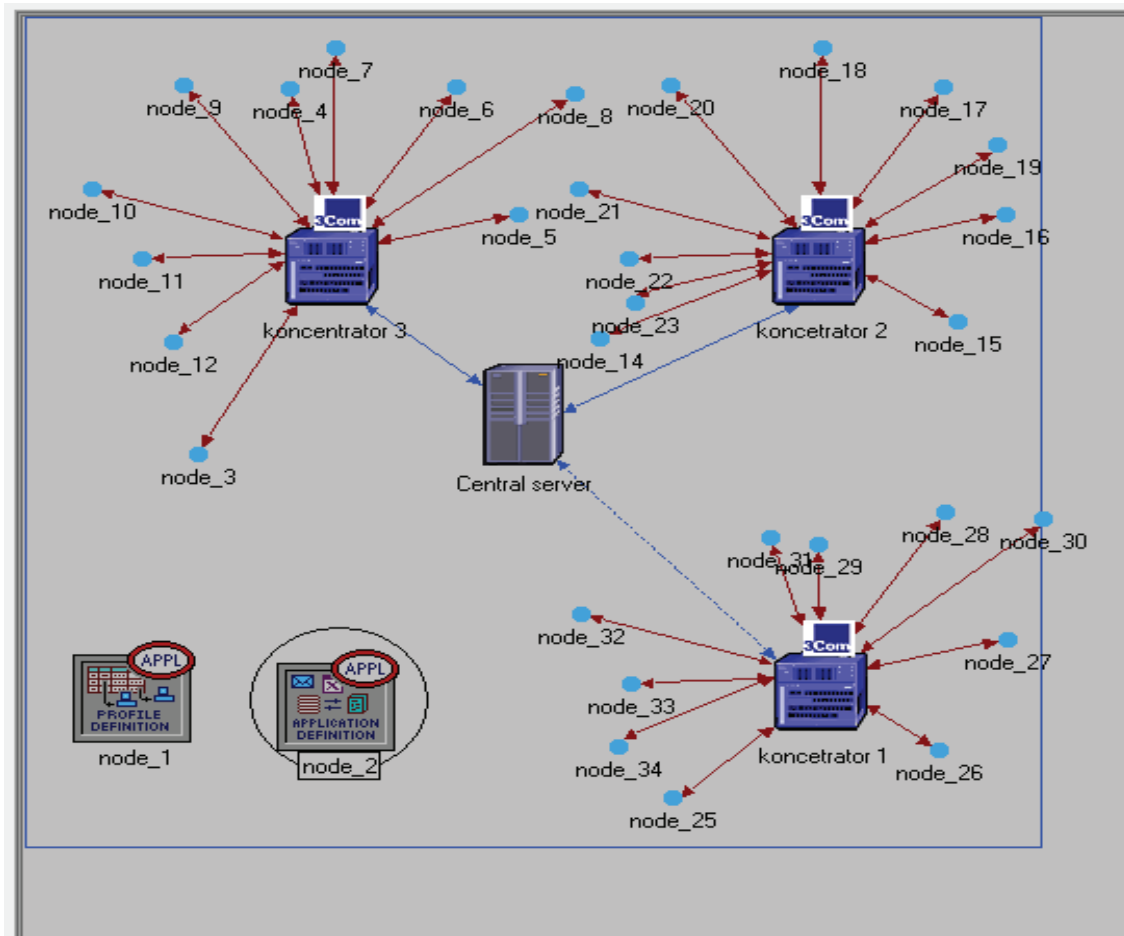 node_7
node_18
node_9
node_4
node_6
node_8
node_20
node_17
node_19
3Com
3Com
node_10
node_5
node_21
node_16
node_11
node_22
koncentrator 3
node_23
koncetrator 2
node_12
node_14
node_15
node_3
Central server
node_28
node_30
node_31
node_29
node_32
3Com
node_27
APPL
APPL
PROFILE
DEFINITION
APPLICATION
DEFINITION
node_33
node_1
node_2
node_34
koncetrator 1
node_26
node_25